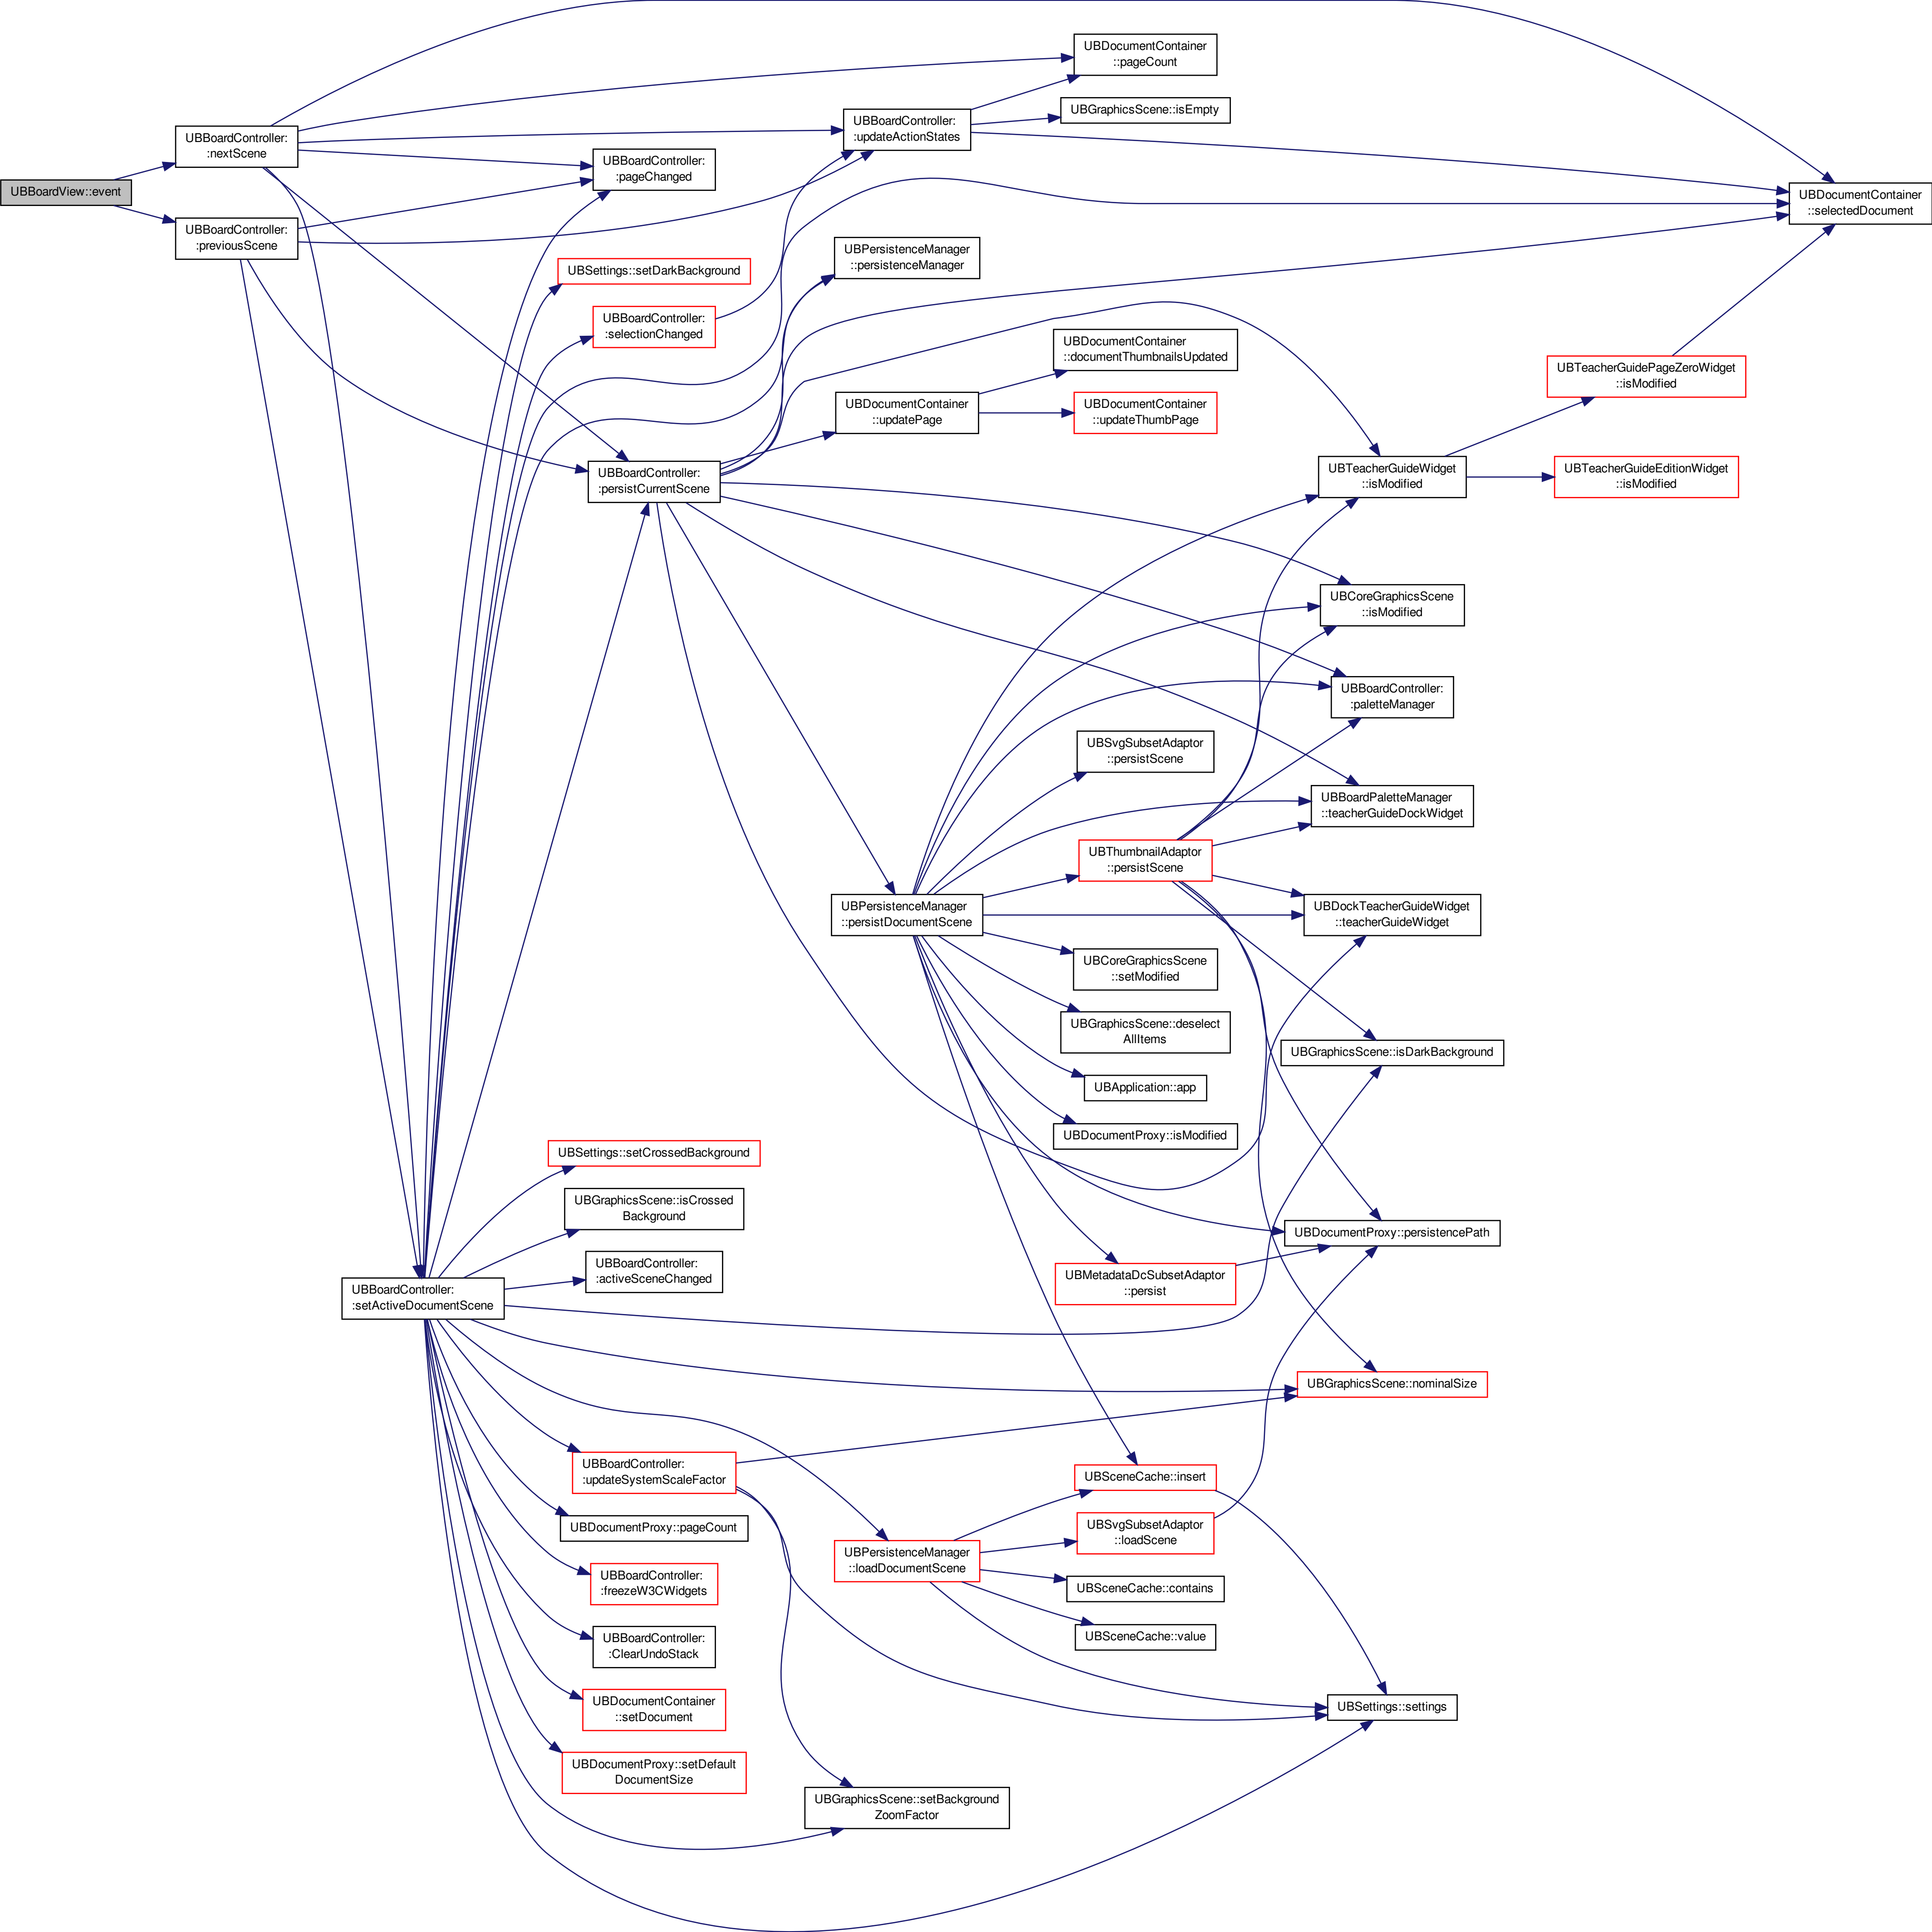 UBDocumentContainer
::pageCount
UBGraphicsScene::isEmpty
UBBoardController:
:updateActionStates
UBBoardController:
:nextScene
UBBoardController:
:pageChanged
UBBoardView::event
UBDocumentContainer
::selectedDocument
UBBoardController:
:previousScene
UBPersistenceManager
::persistenceManager
UBSettings::setDarkBackground
UBBoardController:
:selectionChanged
UBDocumentContainer
::documentThumbnailsUpdated
UBTeacherGuidePageZeroWidget
::isModified
UBDocumentContainer
::updatePage
UBDocumentContainer
::updateThumbPage
UBBoardController:
:persistCurrentScene
UBTeacherGuideWidget
::isModified
UBTeacherGuideEditionWidget
::isModified
UBCoreGraphicsScene
::isModified
UBBoardController:
:paletteManager
UBSvgSubsetAdaptor
::persistScene
UBBoardPaletteManager
::teacherGuideDockWidget
UBThumbnailAdaptor
::persistScene
UBPersistenceManager
::persistDocumentScene
UBDockTeacherGuideWidget
::teacherGuideWidget
UBCoreGraphicsScene
::setModified
UBGraphicsScene::deselect
AllItems
UBGraphicsScene::isDarkBackground
UBApplication::app
UBDocumentProxy::isModified
UBSettings::setCrossedBackground
UBGraphicsScene::isCrossed
Background
UBDocumentProxy::persistencePath
UBBoardController:
:activeSceneChanged
UBMetadataDcSubsetAdaptor
::persist
UBBoardController:
:setActiveDocumentScene
UBGraphicsScene::nominalSize
UBBoardController:
:updateSystemScaleFactor
UBSceneCache::insert
UBDocumentProxy::pageCount
UBSvgSubsetAdaptor
::loadScene
UBPersistenceManager
::loadDocumentScene
UBBoardController:
:freezeW3CWidgets
UBSceneCache::contains
UBBoardController:
:ClearUndoStack
UBSceneCache::value
UBDocumentContainer
::setDocument
UBSettings::settings
UBDocumentProxy::setDefault
DocumentSize
UBGraphicsScene::setBackground
ZoomFactor